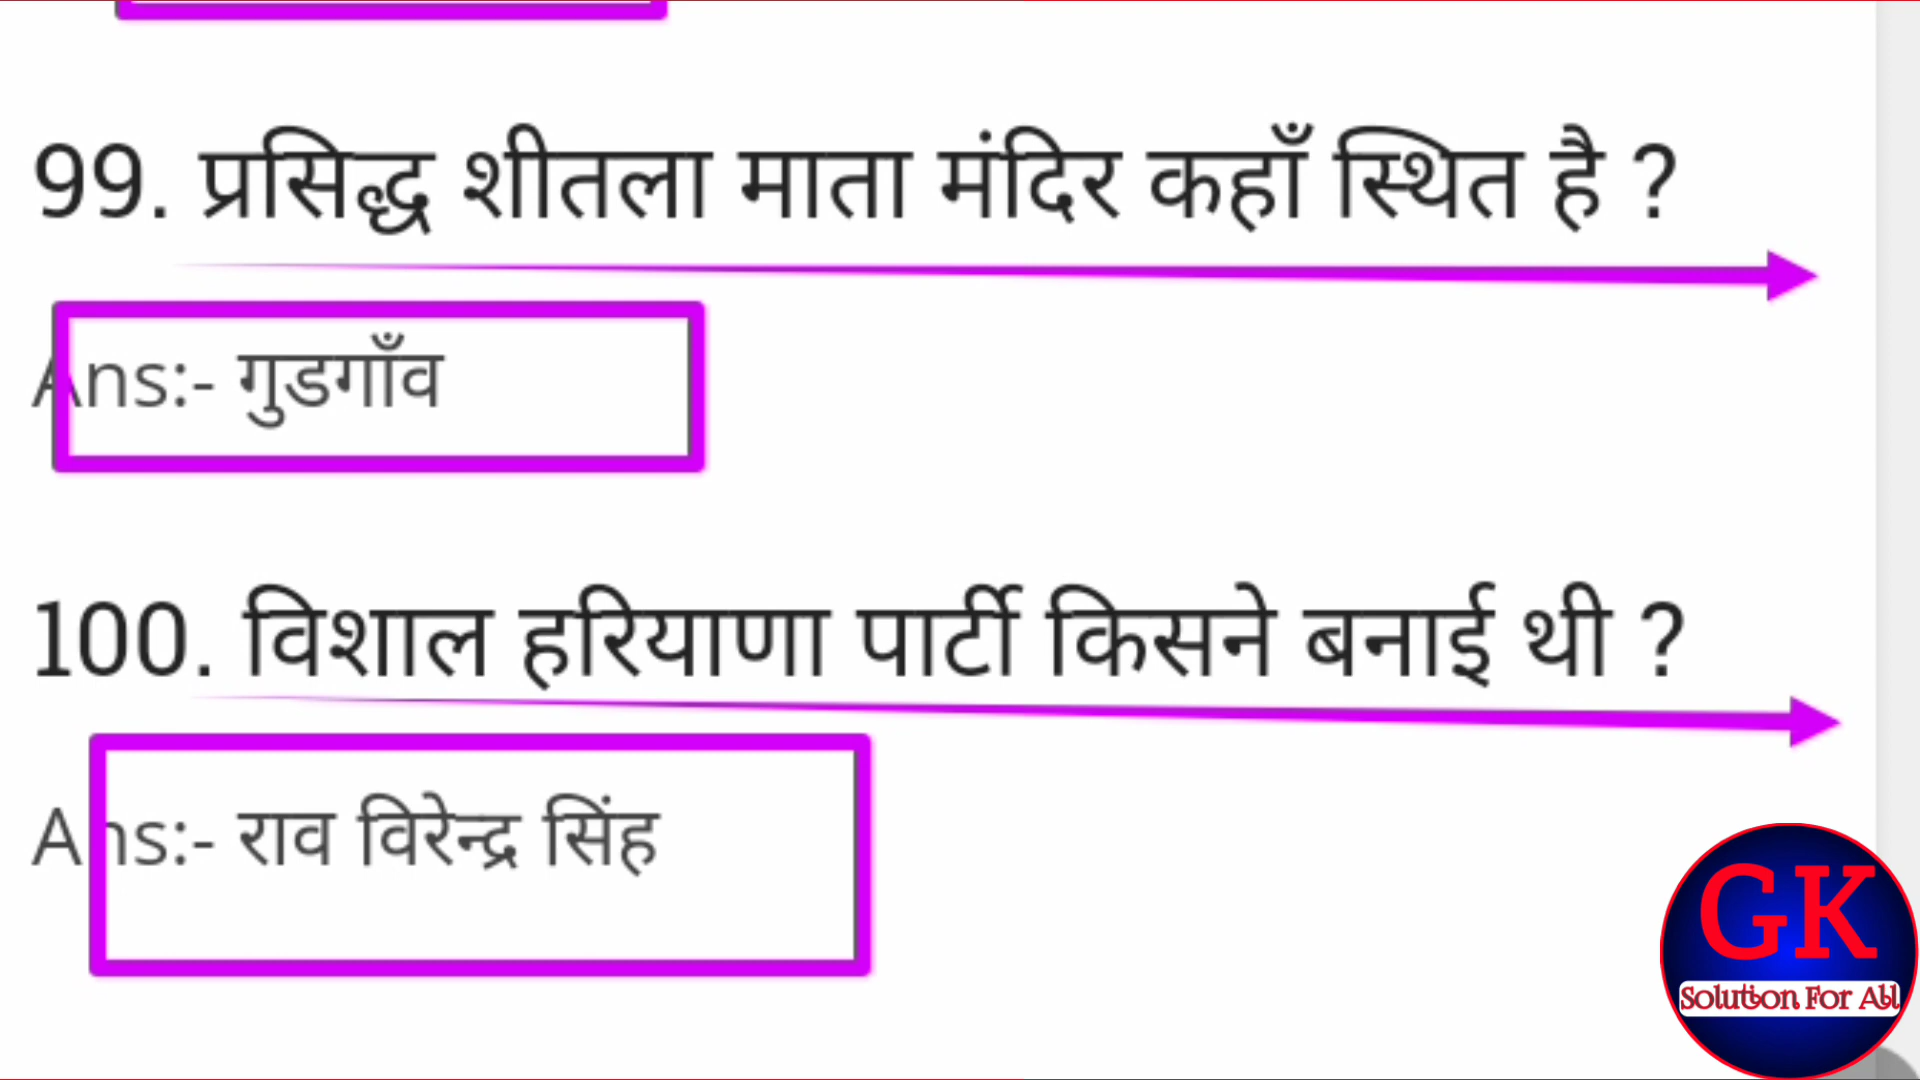 99. प्रसिद्ध शीतला माता मंदिर कहाँ स्थित है ?
Ans:- गुडगाँव
100. विशाल हरियाणा पार्टी किसने बनाई थी ?
Ans:- राव विरेन्द्र सिंह
GK
Solution For All